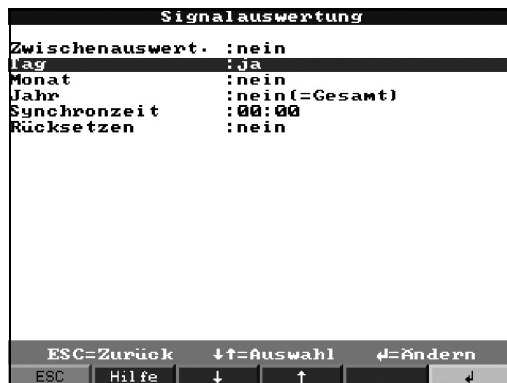 Signalauswertung
Zwischenauswert. :nein
Tag :ja
Monat :nein
Jahr :nein(=Gesamt)
Synchronzeit :00:00
Rücksetzen :nein
ESC=Zurück ↓↑=Auswahl ↲=Ändern
ESC Hilfe ↓ ↑ ↲